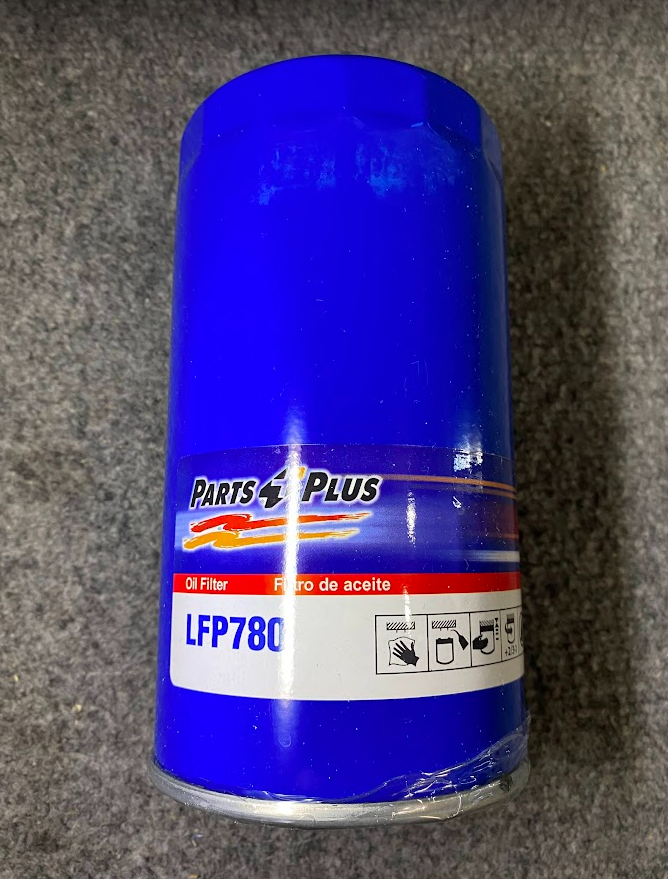 PARTS PLUS
Oil Filter Filtro de aceite
LFP780